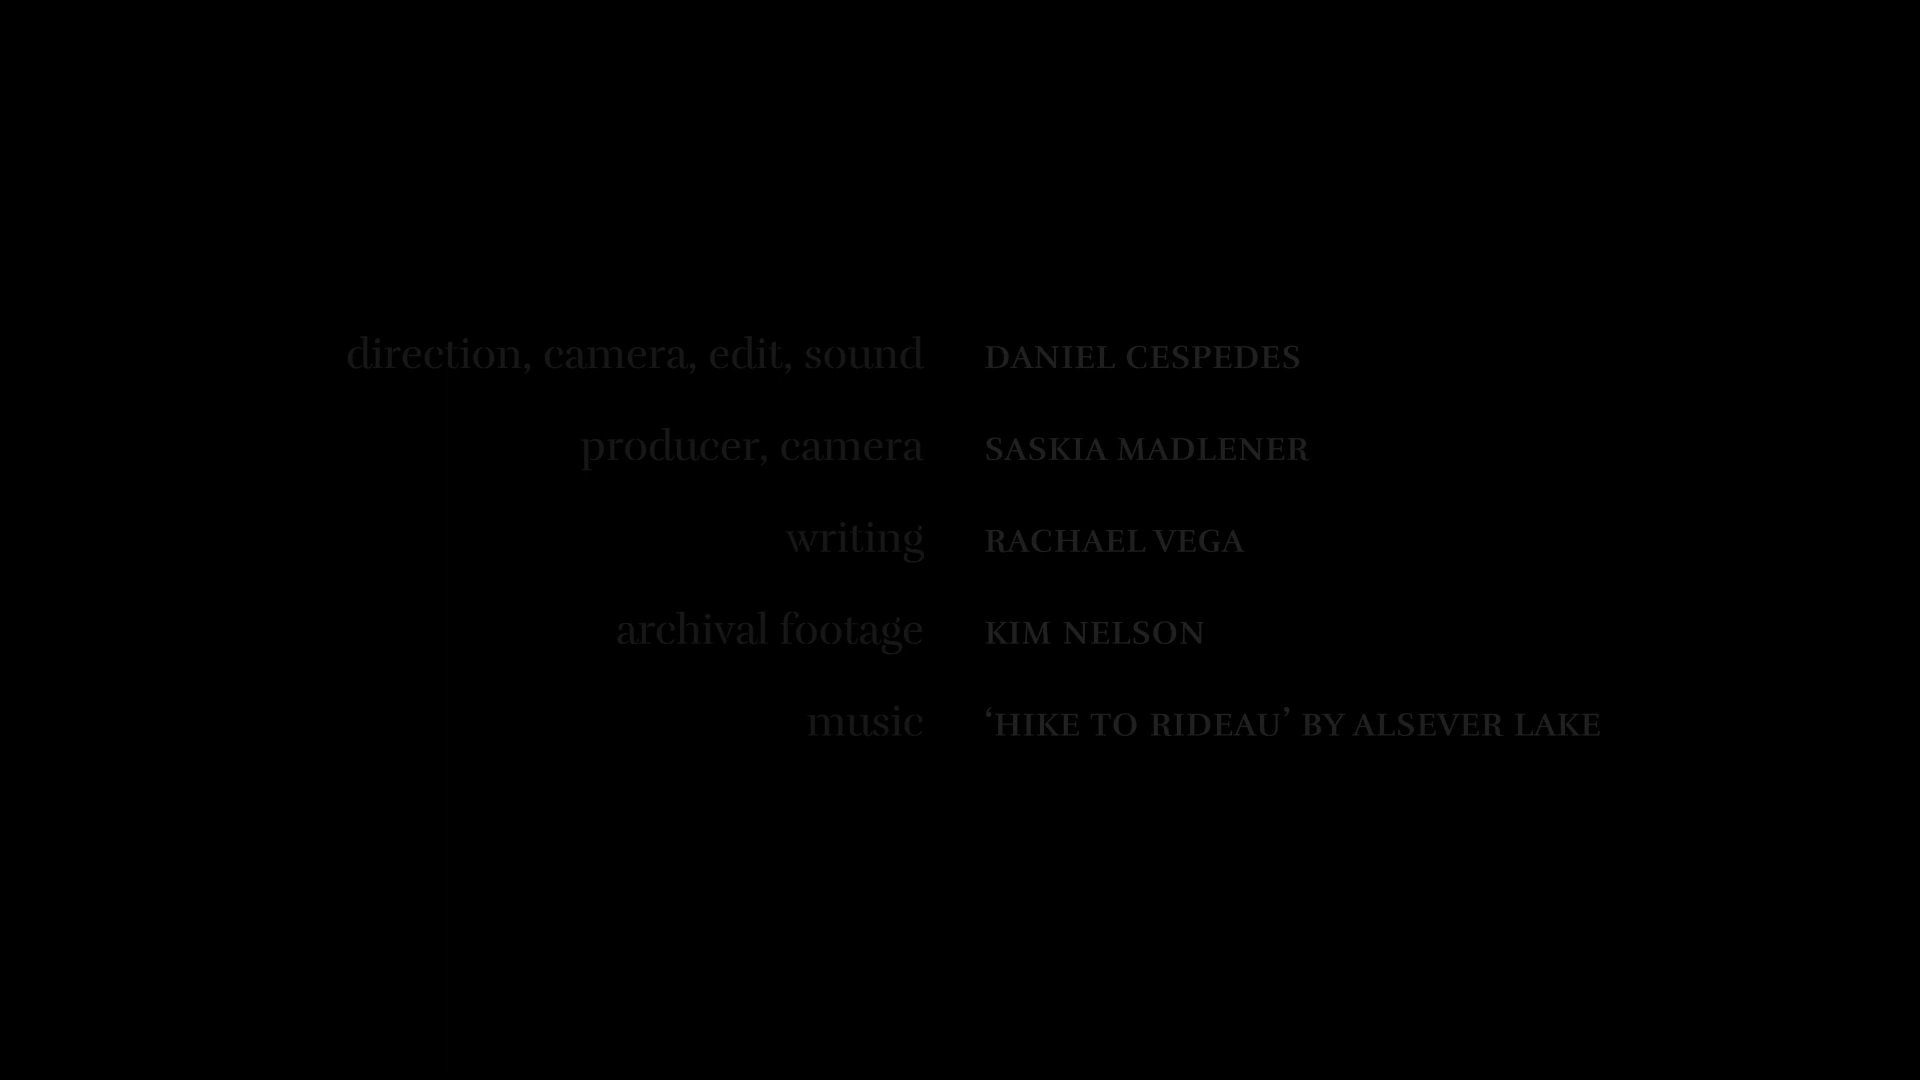 direction, camera, edit, sound DANIEL CESPEDES
producer, camera SASKIA MADLENER
writing RACHAEL VEGA
archival footage KIM NELSON
music ‘HIKE TO RIDEAU’ BY ALSEVER LAKE